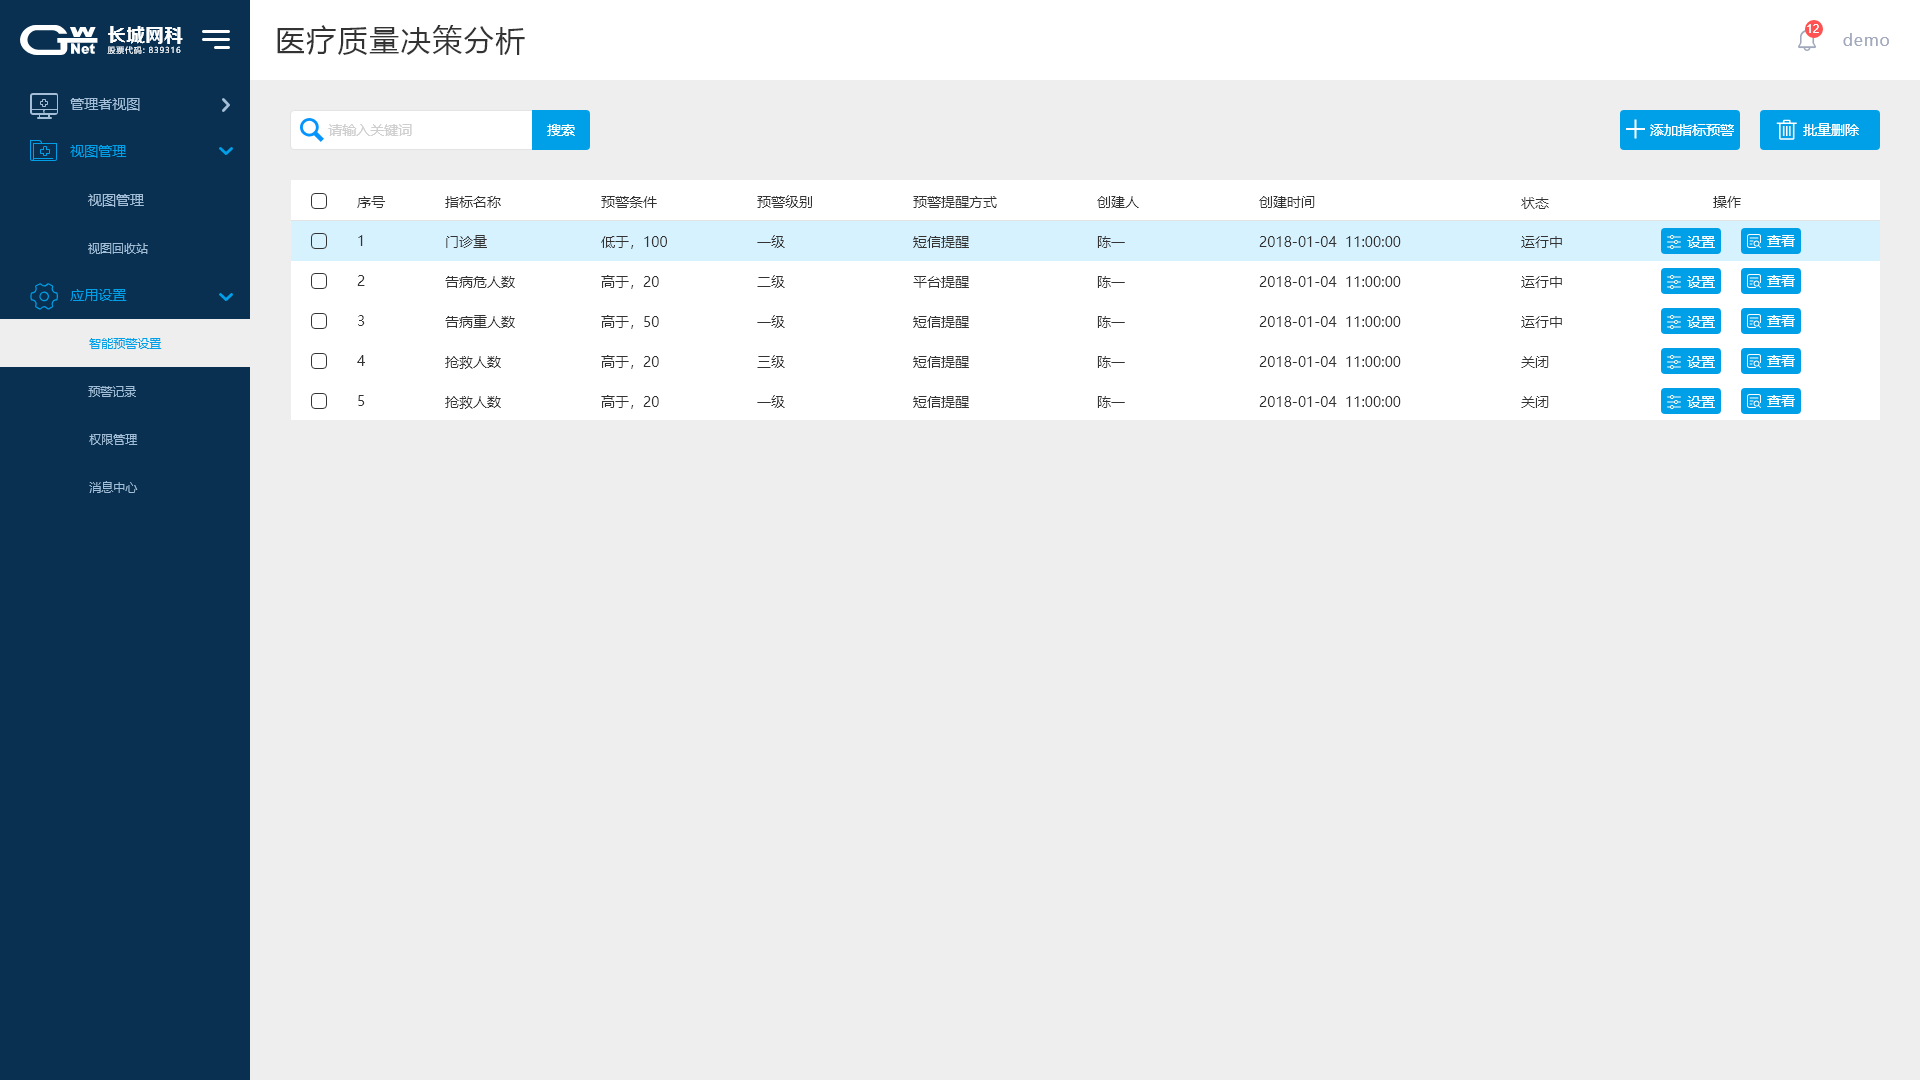 GW Net 长城网科
股票代码: 839316
医疗质量决策分析
12
demo
管理者视图
视图管理
视图管理
视图回收站
应用设置
智能预警设置
预警记录
权限管理
消息中心
请输入关键词 搜索 添加指标预警 批量删除
序号 指标名称 预警条件 预警级别 预警提醒方式 创建人 创建时间 状态 操作
1 门诊量 低于，100 一级 短信提醒 陈一 2018-01-04 11:00:00 运行中 设置 查看
2 告病危人数 高于，20 二级 平台提醒 陈一 2018-01-04 11:00:00 运行中 设置 查看
3 告病重人数 高于，50 一级 短信提醒 陈一 2018-01-04 11:00:00 运行中 设置 查看
4 抢救人数 高于，20 三级 短信提醒 陈一 2018-01-04 11:00:00 关闭 设置 查看
5 抢救人数 高于，20 一级 短信提醒 陈一 2018-01-04 11:00:00 关闭 设置 查看